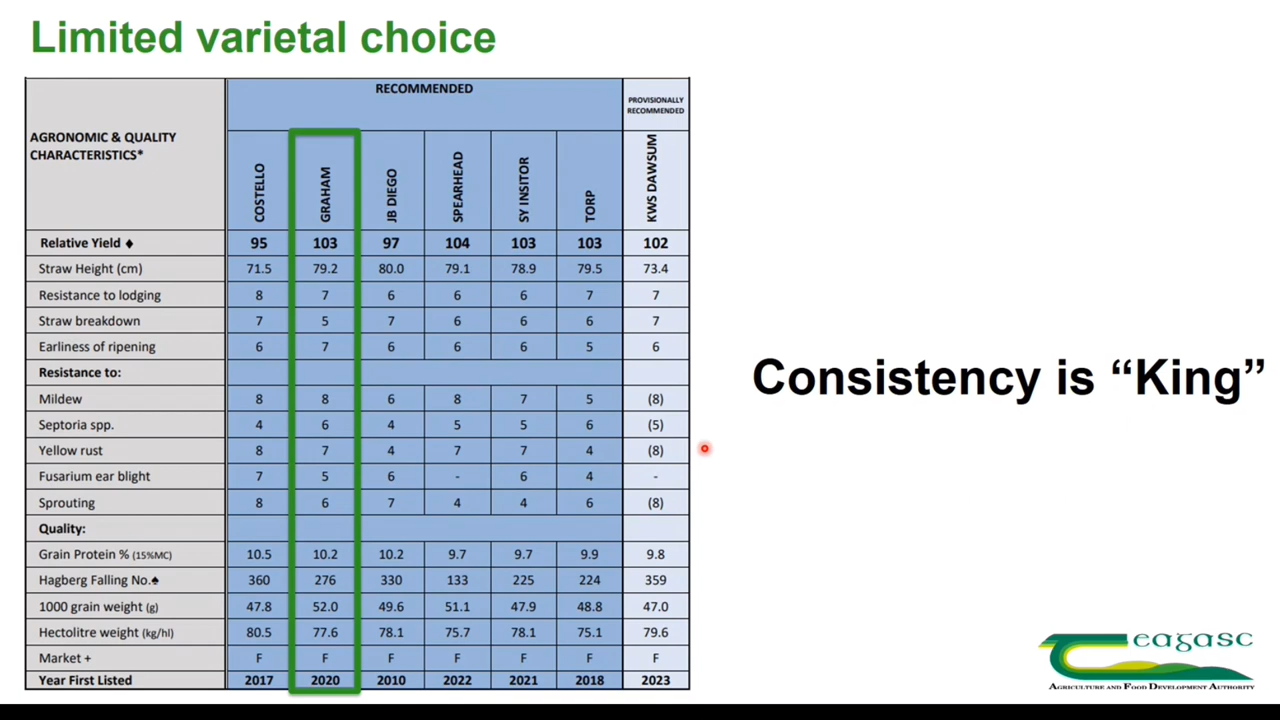 Limited varietal choice
AGRONOMIC & QUALITY CHARACTERISTICS*
RECOMMENDED
PROVISIONALLY RECOMMENDED
COSTELLO GRAHAM JB DIEGO SPEARHEAD SY INSITOR TORP KWS DAWSUM
Relative Yield ♦ 95 103 97 104 103 103 102
Straw Height (cm) 71.5 79.2 80.0 79.1 78.9 79.5 73.4
Resistance to lodging 8 7 6 6 6 7 7
Straw breakdown 7 5 7 6 6 6 7
Earliness of ripening 6 7 6 6 6 5 6
Resistance to:
Mildew 8 8 6 8 7 5 (8)
Septoria spp. 4 6 4 5 5 6 (5)
Yellow rust 8 7 4 7 7 4 (8)
Fusarium ear blight 7 5 6 - 6 4 -
Sprouting 8 6 7 4 4 6 (8)
Quality:
Grain Protein % (15%MC) 10.5 10.2 10.2 9.7 9.7 9.9 9.8
Hagberg Falling No.♠ 360 276 330 133 225 224 359
1000 grain weight (g) 47.8 52.0 49.6 51.1 47.9 48.8 47.0
Hectolitre weight (kg/hl) 80.5 77.6 78.1 75.7 78.1 75.1 79.6
Market + F F F F F F F
Year First Listed 2017 2020 2010 2022 2021 2018 2023
Consistency is “King”
Teagasc
AGRICULTURE AND FOOD DEVELOPMENT AUTHORITY